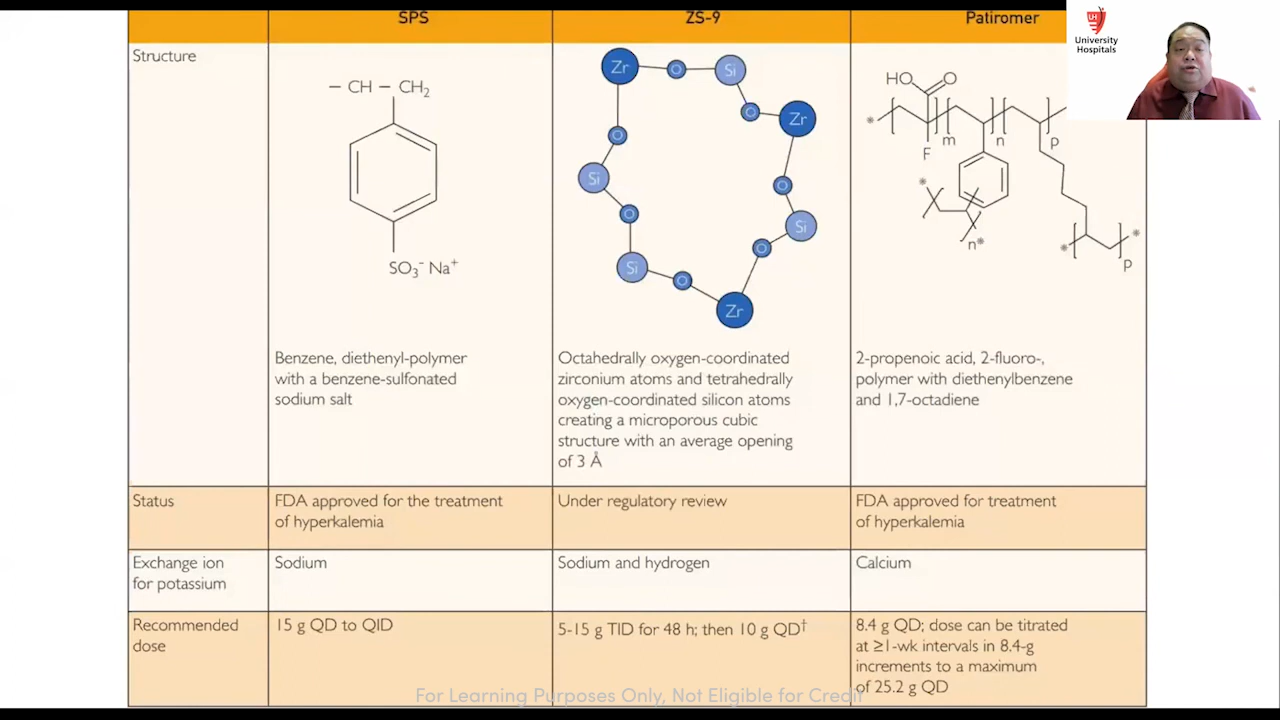 SPS
ZS-9
Patiromer
University
Hospitals
UH
Structure
– CH – CH2
SO3- Na+
Zr
O
Si
O
Zr
O
Si
O
Zr
O
Si
O
Si
O
HO
O
*
F
m
n
p
*
n*
*
*
p
Benzene, diethenyl-polymer
with a benzene-sulfonated
sodium salt
Octahedrally oxygen-coordinated
zirconium atoms and tetrahedrally
oxygen-coordinated silicon atoms
creating a microporous cubic
structure with an average opening
of 3 Å
2-propenoic acid, 2-fluoro-,
polymer with diethenylbenzene
and 1,7-octadiene
Status
FDA approved for the treatment
of hyperkalemia
Under regulatory review
FDA approved for treatment
of hyperkalemia
Exchange ion
for potassium
Sodium
Sodium and hydrogen
Calcium
Recommended
dose
15 g QD to QID
5-15 g TID for 48 h; then 10 g QD†
8.4 g QD; dose can be titrated
at ≥1-wk intervals in 8.4-g
increments to a maximum
of 25.2 g QD
For Learning Purposes Only, Not Eligible for Credit